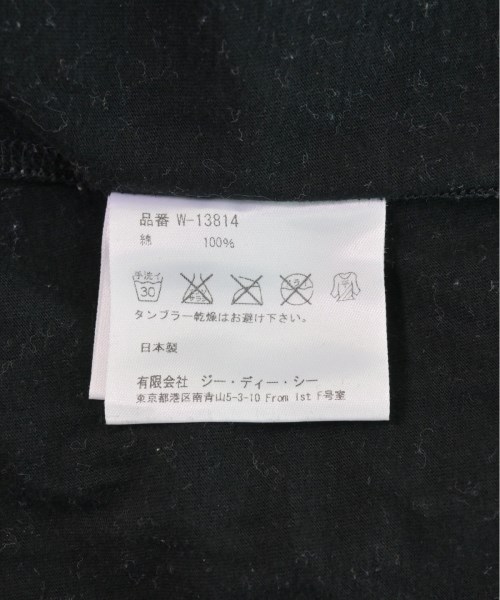 品番 W-13814
綿 100%
手洗イ
30
タンブラー乾燥はお避け下さい。
日本製
有限会社 ジー・ディー・シー
東京都港区南青山5-3-10 From 1st F号室